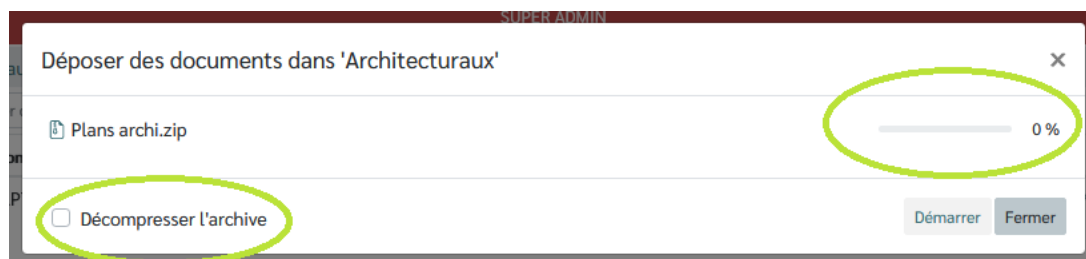 SUPER ADMIN
Déposer des documents dans 'Architecturaux'
×
Plans archi.zip
0 %
Décompresser l'archive
Démarrer
Fermer